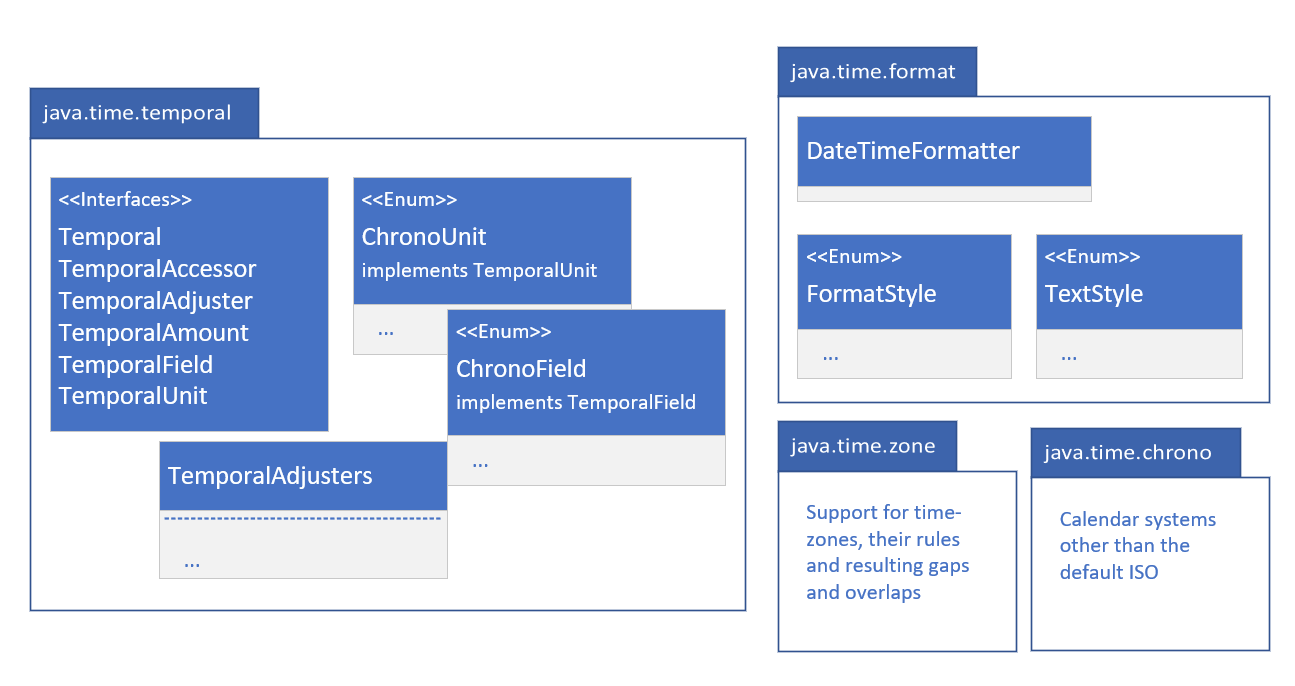 java.time.temporal
<<Interfaces>>
Temporal
TemporalAccessor
TemporalAdjuster
TemporalAmount
TemporalField
TemporalUnit
<<Enum>>
ChronoUnit
implements TemporalUnit
...
<<Enum>>
ChronoField
implements TemporalField
...
TemporalAdjusters
...
java.time.format
DateTimeFormatter
<<Enum>>
FormatStyle
...
<<Enum>>
TextStyle
...
java.time.zone
Support for time-
zones, their rules
and resulting gaps
and overlaps
java.time.chrono
Calendar systems
other than the
default ISO